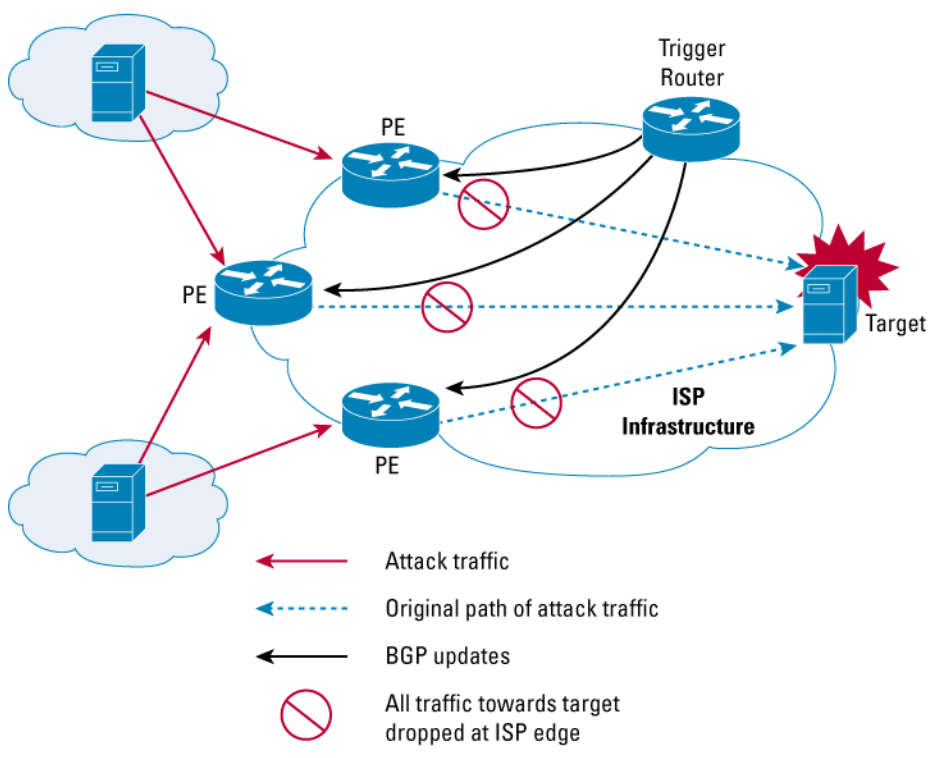 Trigger
Router
PE
PE
Target
ISP
Infrastructure
PE
Attack traffic
Original path of attack traffic
BGP updates
All traffic towards target
dropped at ISP edge